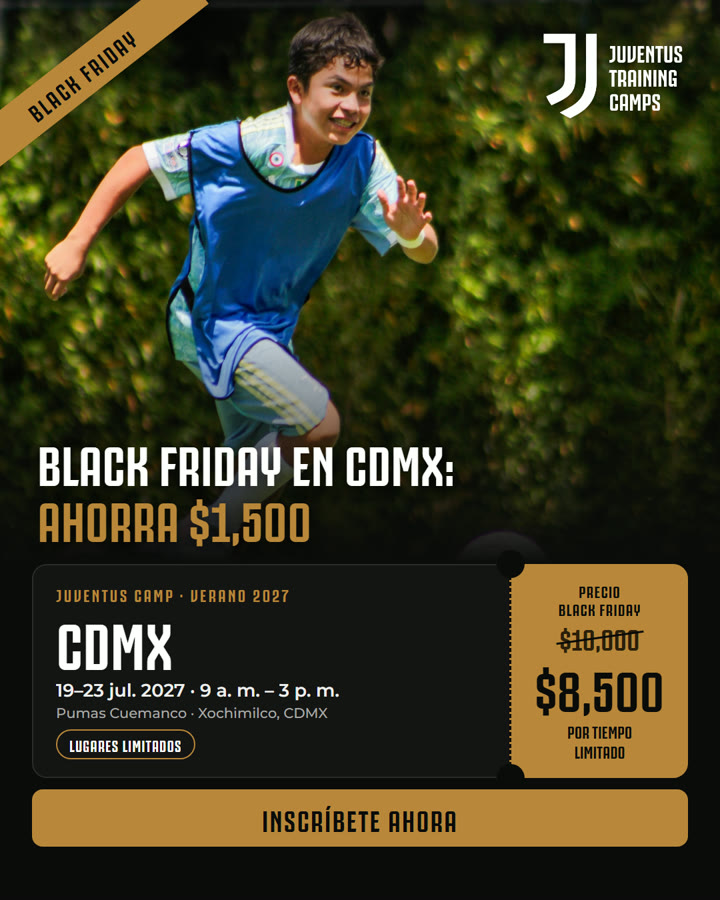 BLACK FRIDAY
JUVENTUS
TRAINING
CAMPS
BLACK FRIDAY EN CDMX:
AHORRA $1,500
JUVENTUS CAMP · VERANO 2027
CDMX
19–23 jul. 2027 · 9 a. m. – 3 p. m.
Pumas Cuemanco · Xochimilco, CDMX
LUGARES LIMITADOS
PRECIO
BLACK FRIDAY
$10,000
$8,500
POR TIEMPO
LIMITADO
INSCRÍBETE AHORA